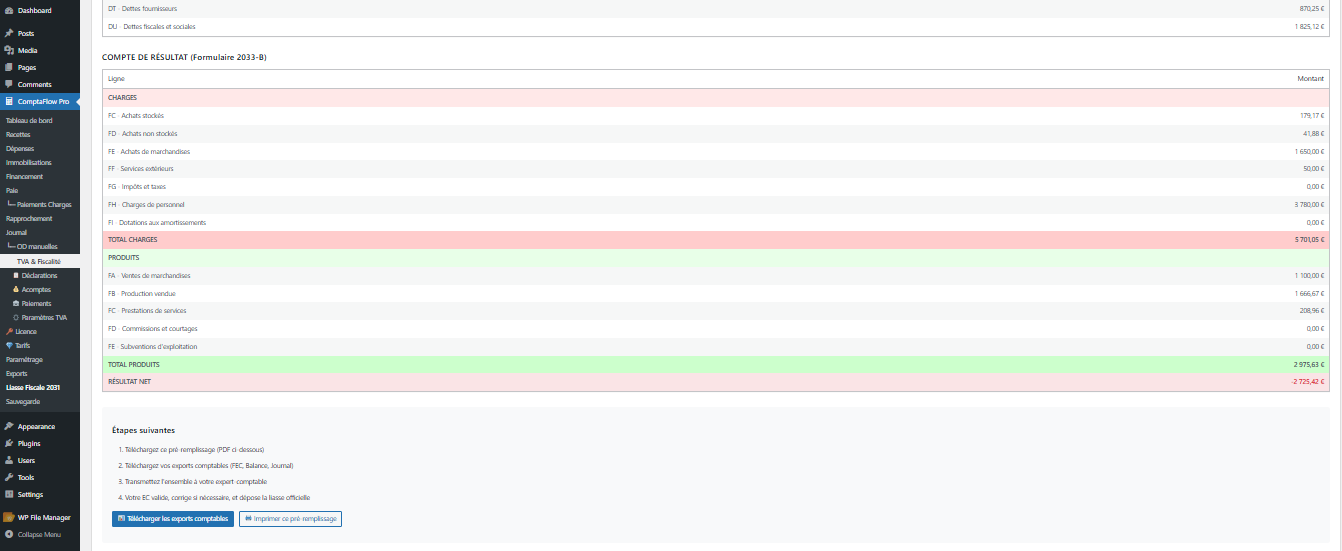 Dashboard
Posts
Media
Pages
Comments
ComptaFlow Pro
Tableau de bord
Recettes
Dépenses
Immobilisations
Financement
Paie
Paiements Charges
Rapprochement
Journal
OD manuelles
TVA & Fiscalité
Déclarations
Acomptes
Paiements
Paramètres TVA
Licence
Tarifs
Paramétrage
Exports
Liasse Fiscale 2031
Sauvegarde
Appearance
Plugins
Users
Tools
Settings
WP File Manager
Collapse Menu
DT - Dettes fournisseurs 870,25 €
DU - Dettes fiscales et sociales 1 825,12 €
COMPTE DE RÉSULTAT (Formulaire 2033-B)
Ligne Montant
CHARGES
FC - Achats stockés 179,17 €
FD - Achats non stockés 41,88 €
FE - Achats de marchandises 1 650,00 €
FF - Services extérieurs 50,00 €
FG - Impôts et taxes 0,00 €
FH - Charges de personnel 3 780,00 €
FI - Dotations aux amortissements 0,00 €
TOTAL CHARGES 5 701,05 €
PRODUITS
FA - Ventes de marchandises 1 100,00 €
FB - Production vendue 1 666,67 €
FC - Prestations de services 208,96 €
FD - Commissions et courtages 0,00 €
FE - Subventions d'exploitation 0,00 €
TOTAL PRODUITS 2 975,63 €
RÉSULTAT NET -2 725,42 €
Étapes suivantes
1. Téléchargez ce pré-remplissage (PDF ci-dessous)
2. Téléchargez vos exports comptables (FEC, Balance, Journal)
3. Transmettez l'ensemble à votre expert-comptable
4. Votre EC valide, corrige si nécessaire, et dépose la liasse officielle
Télécharger les exports comptables
Imprimer ce pré-remplissage